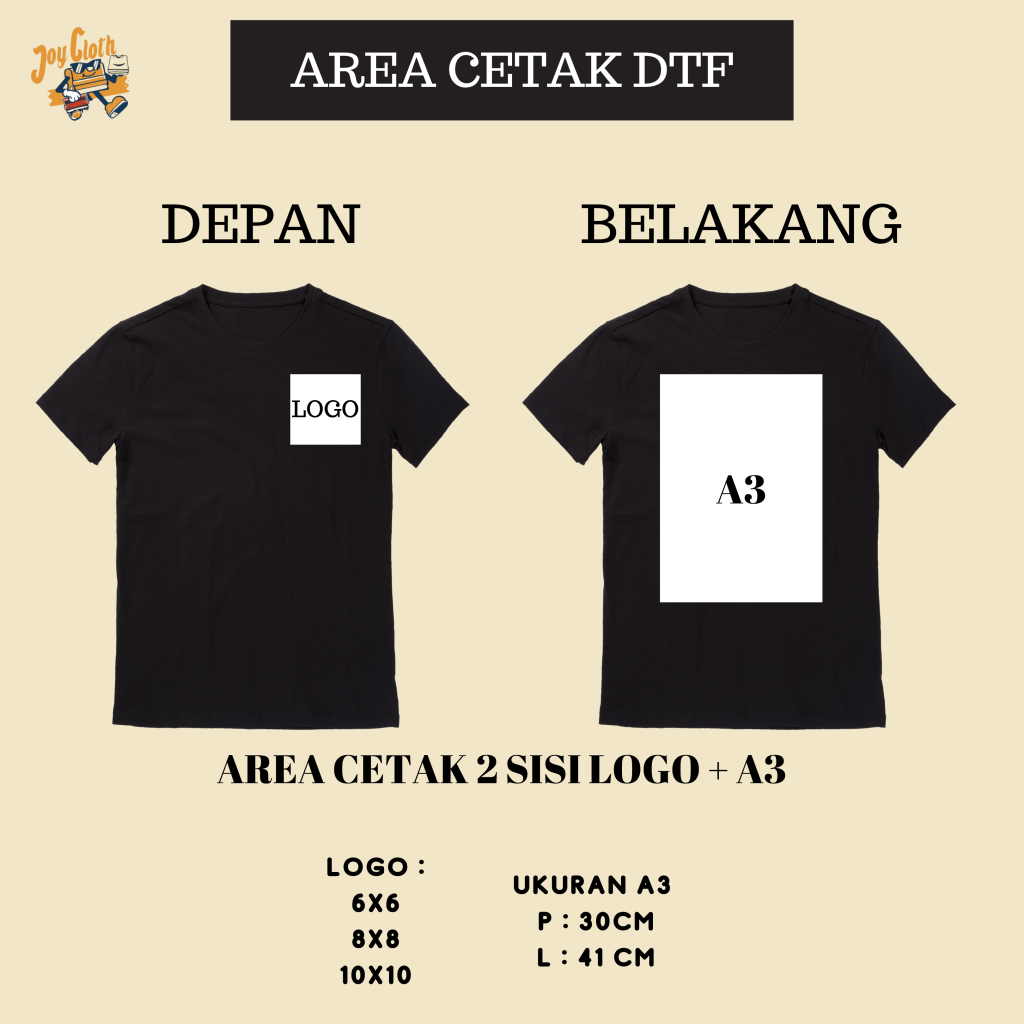 Joy Cloth
AREA CETAK DTF
DEPAN
BELAKANG
LOGO
A3
AREA CETAK 2 SISI LOGO + A3
LOGO :
6X6
8X8
10X10
UKURAN A3
P : 30CM
L : 41 CM